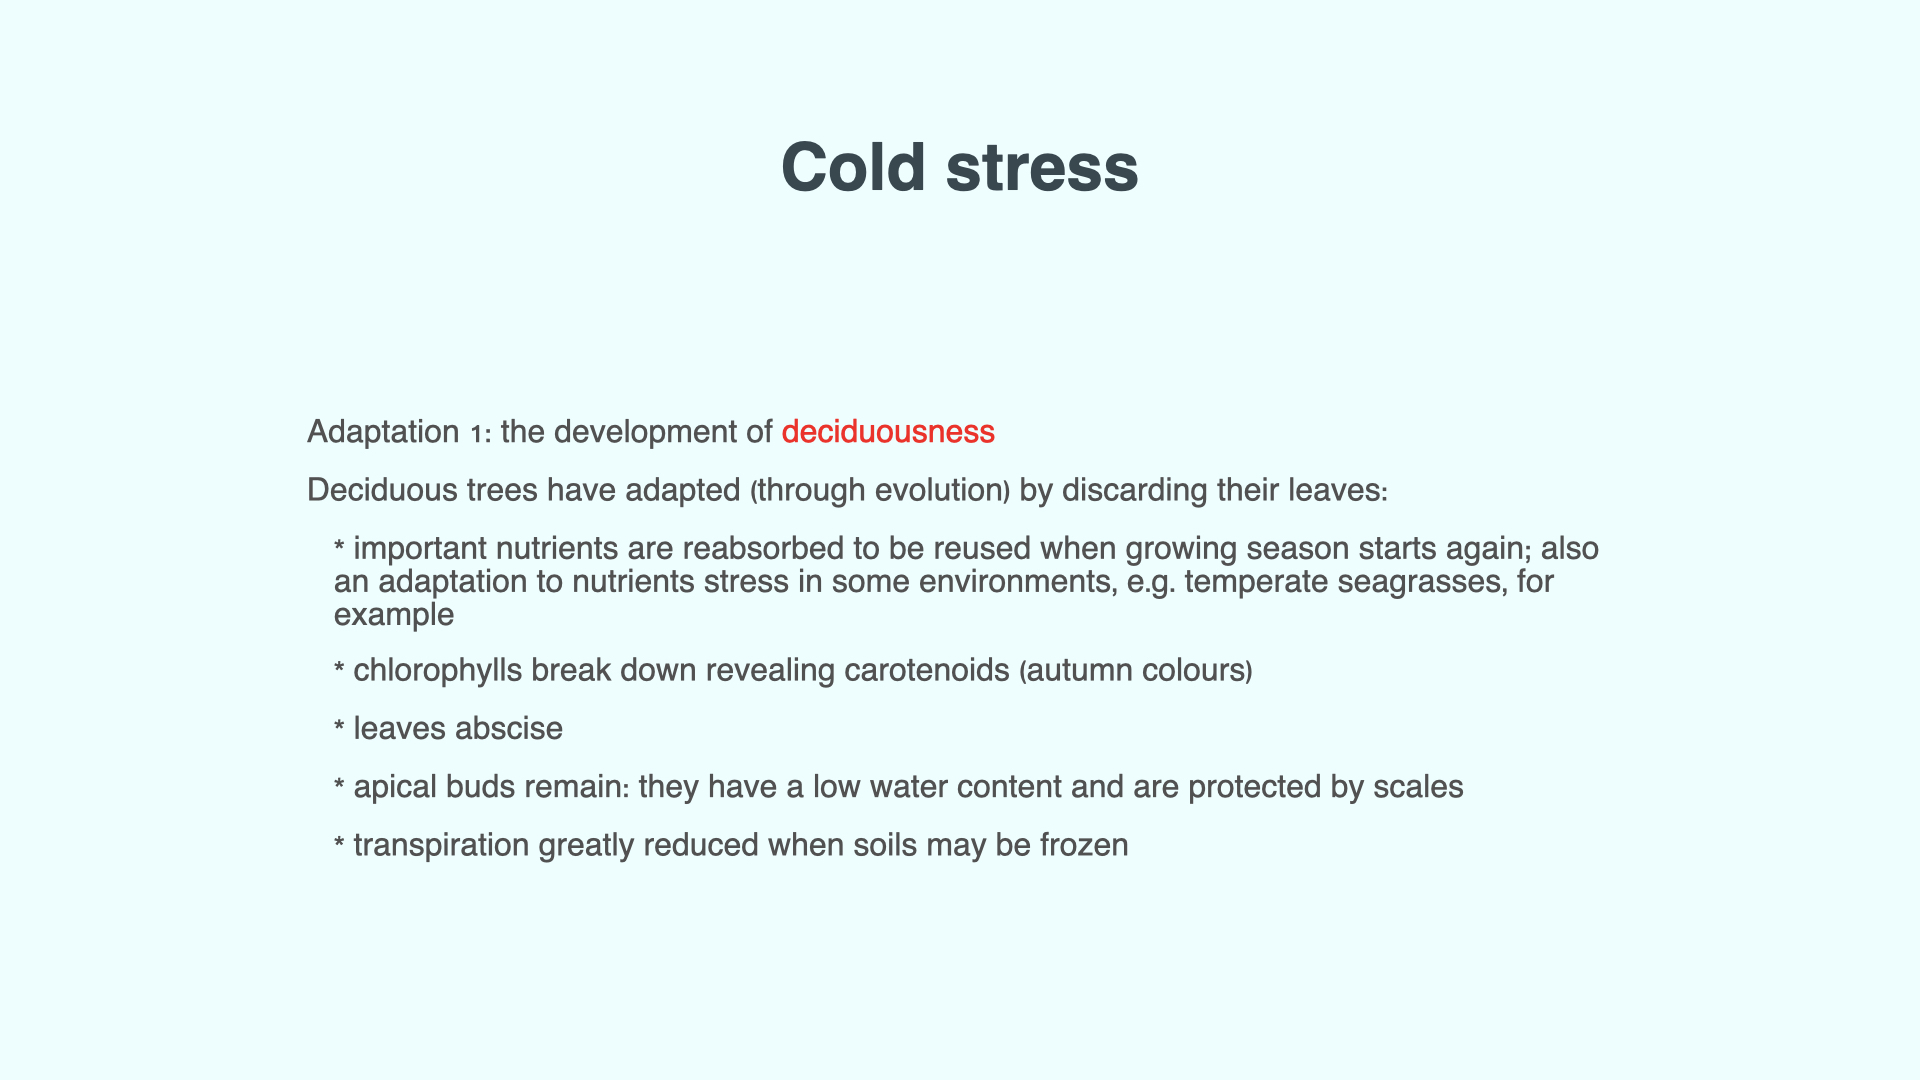 Cold stress
Adaptation 1: the development of deciduousness
Deciduous trees have adapted (through evolution) by discarding their leaves:
* important nutrients are reabsorbed to be reused when growing season starts again; also
an adaptation to nutrients stress in some environments, e.g. temperate seagrasses, for
example
* chlorophylls break down revealing carotenoids (autumn colours)
* leaves abscise
* apical buds remain: they have a low water content and are protected by scales
* transpiration greatly reduced when soils may be frozen